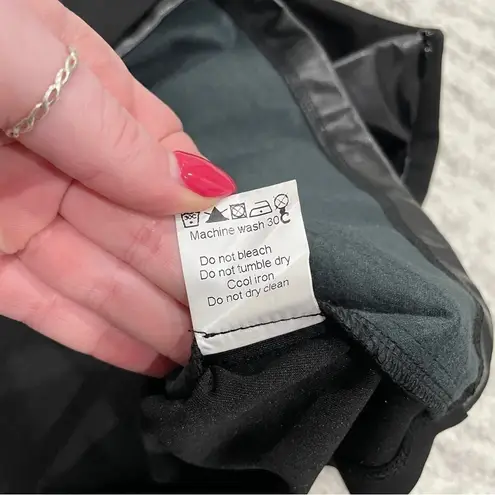 Machine wash 30C
Do not bleach
Do not tumble dry
Cool iron
Do not dry clean